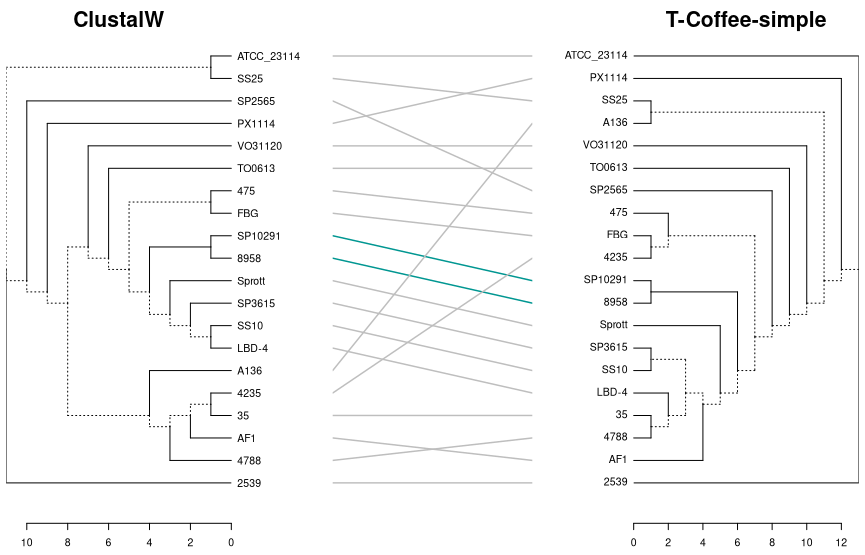 ClustalW
T-Coffee-simple
ATCC_23114
SS25
SP2565
PX1114
VO31120
TO0613
475
FBG
SP10291
8958
Sprott
SP3615
SS10
LBD-4
A136
4235
35
AF1
4788
2539
ATCC_23114
PX1114
SS25
A136
VO31120
TO0613
SP2565
475
FBG
4235
SP10291
8958
Sprott
SP3615
SS10
LBD-4
35
4788
AF1
2539
10 8 6 4 2 0
0 2 4 6 8 10 12